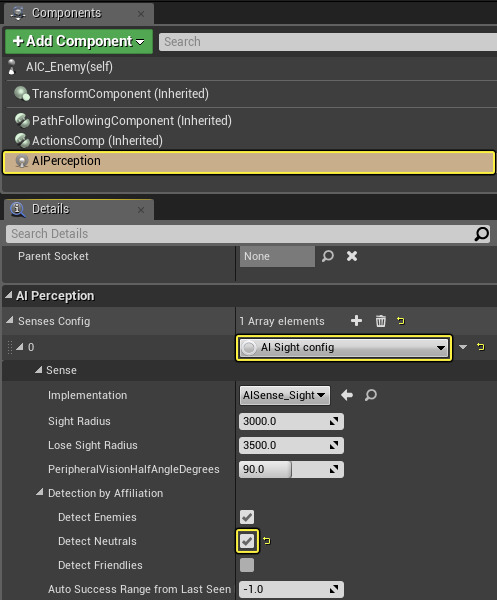 Components
+ Add Component
Search
AIC_Enemy(self)
TransformComponent (Inherited)
PathFollowingComponent (Inherited)
ActionsComp (Inherited)
AIPerception
Details
Search Details
Parent Socket None
AI Perception
Senses Config 1 Array elements
0 AI Sight config
Sense
Implementation AISense_Sight
Sight Radius 3000.0
Lose Sight Radius 3500.0
PeripheralVisionHalfAngleDegrees 90.0
Detection by Affiliation
Detect Enemies
Detect Neutrals
Detect Friendlies
Auto Success Range from Last Seen -1.0